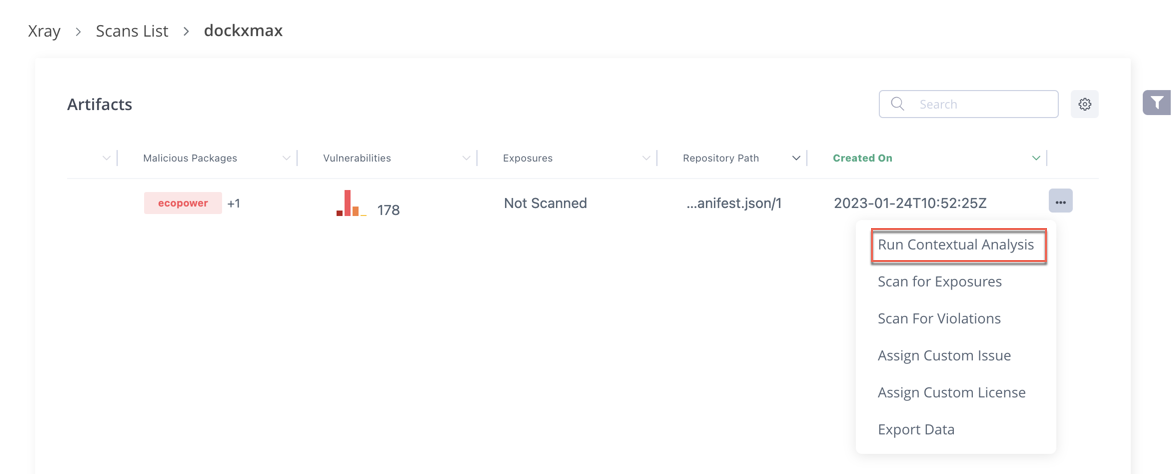 Xray > Scans List > dockxmax
Artifacts
Search
Malicious Packages Vulnerabilities Exposures Repository Path Created On
ecopower +1 178 Not Scanned ...anifest.json/1 2023-01-24T10:52:25Z ...
Run Contextual Analysis
Scan for Exposures
Scan For Violations
Assign Custom Issue
Assign Custom License
Export Data